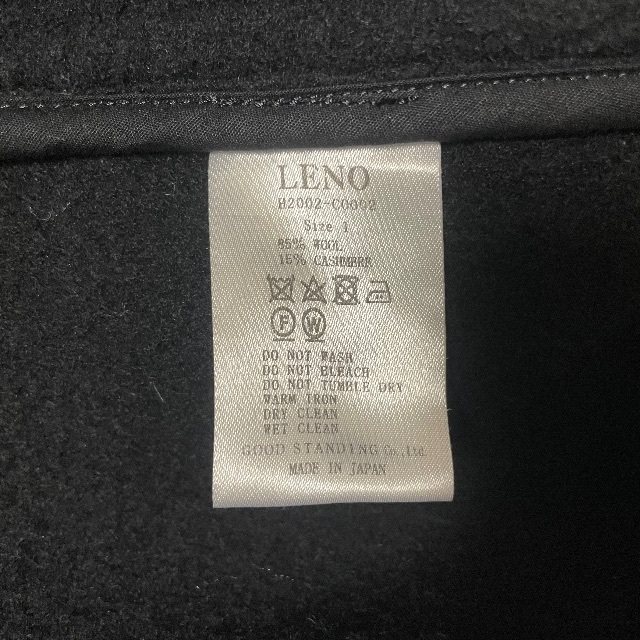 LENO
H2002-C0002
Size 1
85% WOOL
15% CASHMERE
F W
DO NOT WASH
DO NOT BLEACH
DO NOT TUMBLE DRY
WARM IRON
DRY CLEAN
WET CLEAN
GOOD STANDING Co.,Ltd.
MADE IN JAPAN